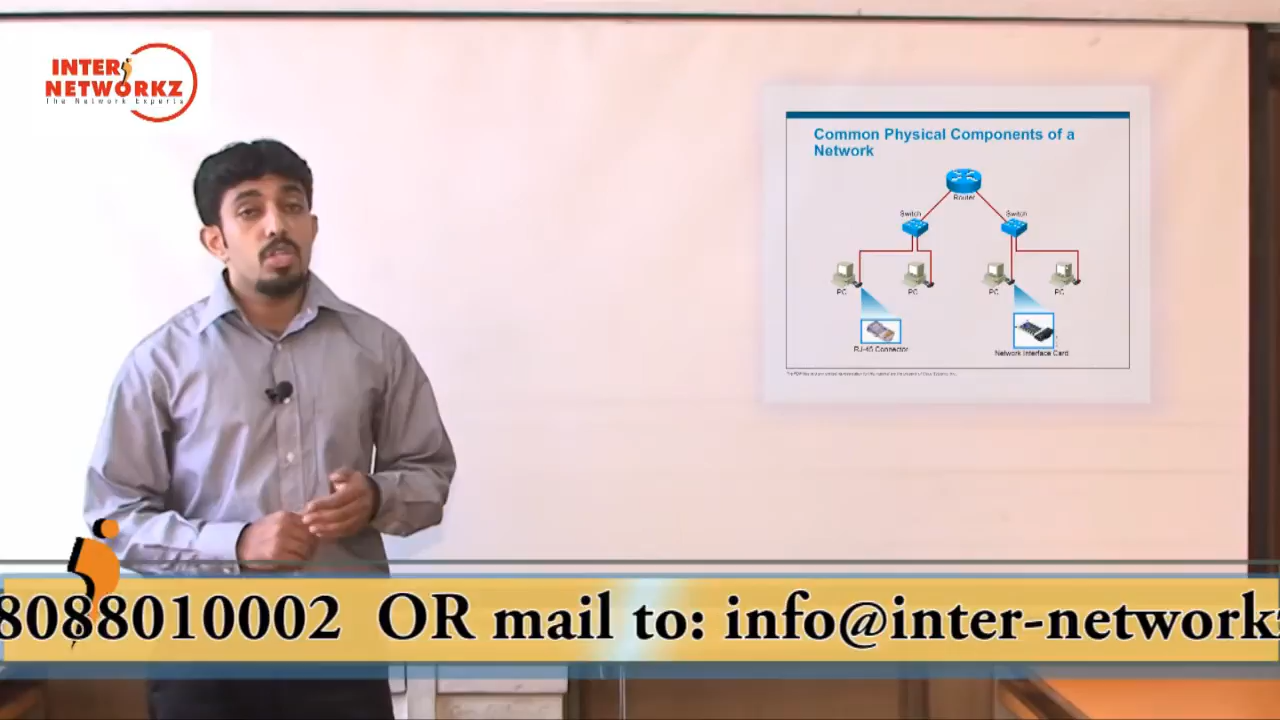 INTER
NETWORKZ
The Network Experts
Common Physical Components of a
Network
Router
Switch
Switch
PC
PC
PC
PC
RJ-45 Connector
Network Interface Card
8088010002 OR mail to: info@inter-network